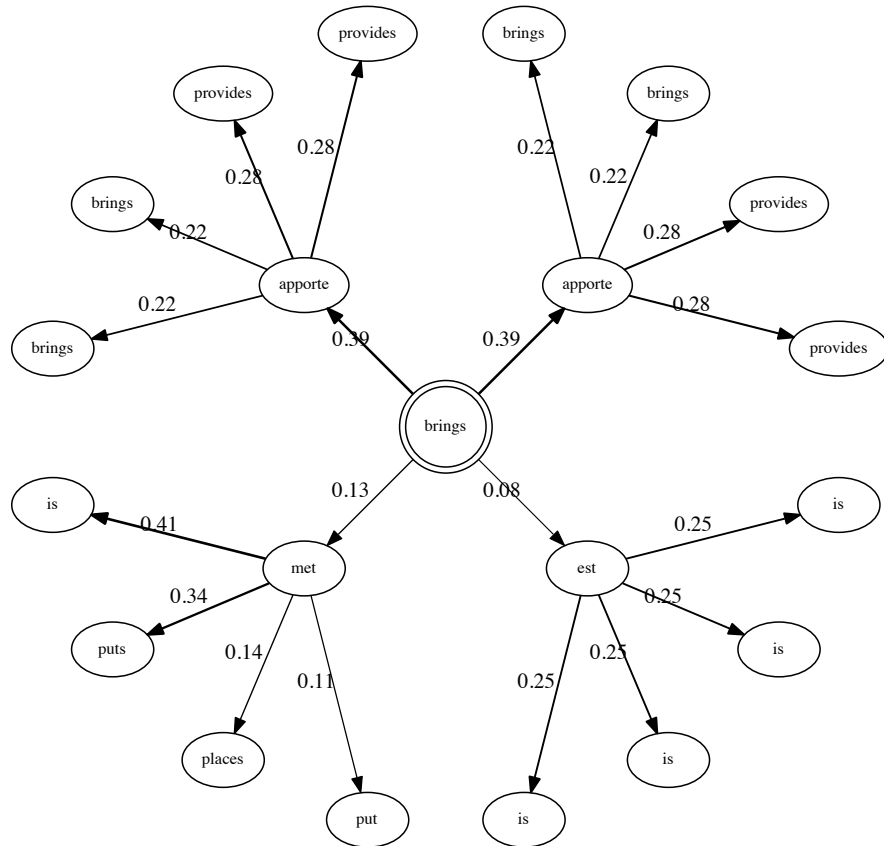 provides
brings
provides
brings
0.28
0.22
0.28
0.22
brings
provides
0.22
0.28
apporte
apporte
0.22
0.28
brings
provides
0.39
0.39
brings
0.13
0.08
is
is
0.41
0.25
met
est
0.34
0.25
puts
is
0.14
0.25
0.11
0.25
places
is
put
is